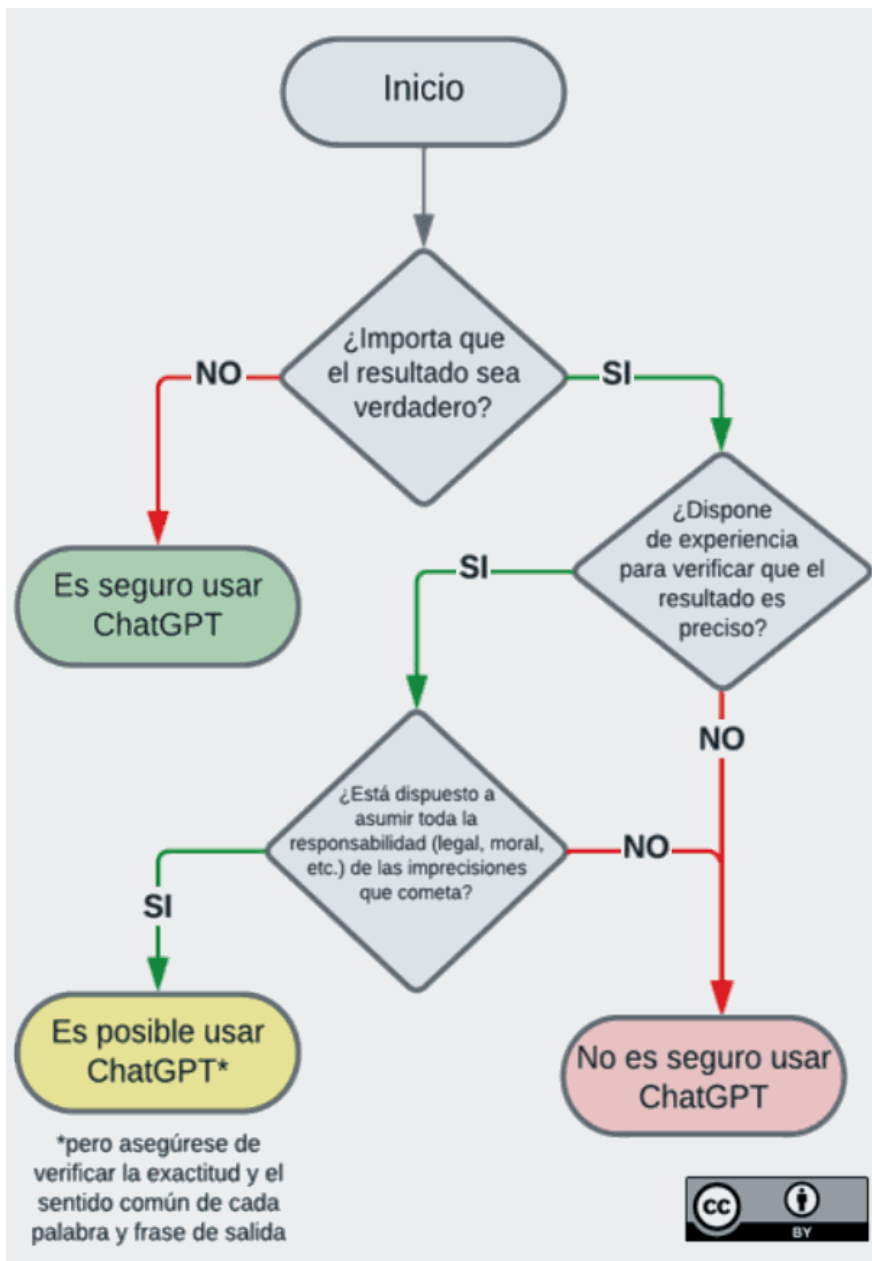 Inicio
¿Importa que
el resultado sea
verdadero?
NO
SI
¿Dispone
de experiencia
para verificar que el
resultado es
preciso?
SI
NO
¿Está dispuesto a
asumir toda la
responsabilidad (legal, moral,
etc.) de las imprecisiones
que cometa?
NO
SI
Es seguro usar
ChatGPT
Es posible usar
ChatGPT*
No es seguro usar
ChatGPT
*pero asegúrese de
verificar la exactitud y el
sentido común de cada
palabra y frase de salida
cc
BY